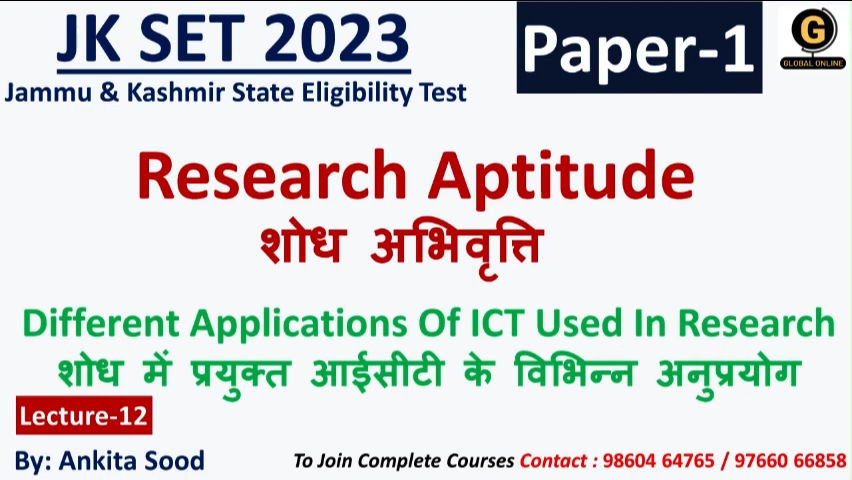 JK SET 2023
Paper-1
G
GLOBAL ONLINE
Jammu & Kashmir State Eligibility Test
Research Aptitude
शोध अभिवृत्ति
Different Applications Of ICT Used In Research
शोध में प्रयुक्त आईसीटी के विभिन्न अनुप्रयोग
Lecture-12
By: Ankita Sood
To Join Complete Courses Contact : 98604 64765 / 97660 66858